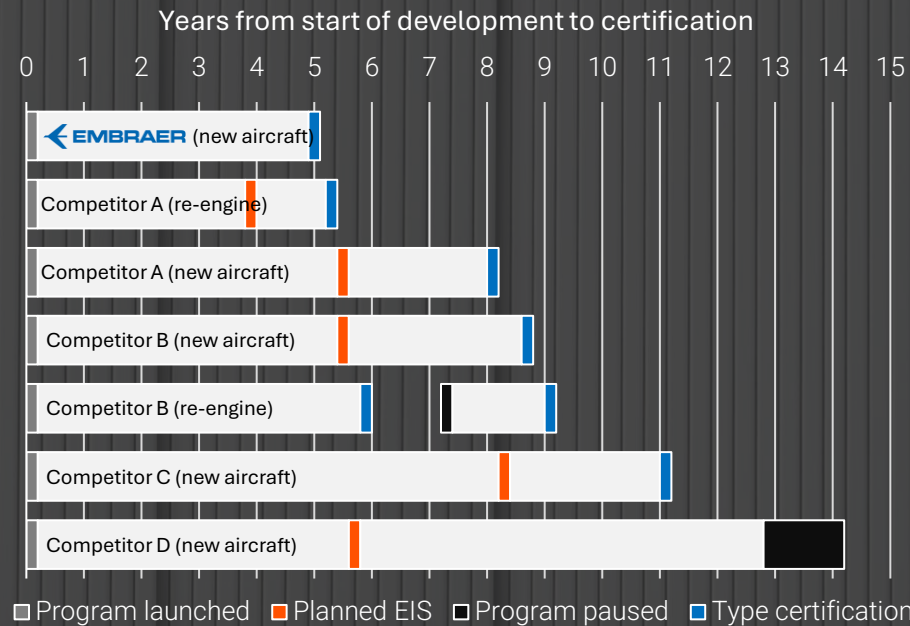 Years from start of development to certification
0 1 2 3 4 5 6 7 8 9 10 11 12 13 14 15
EMBRAER (new aircraft)
Competitor A (re-engine)
Competitor A (new aircraft)
Competitor B (new aircraft)
Competitor B (re-engine)
Competitor C (new aircraft)
Competitor D (new aircraft)
Program launched Planned EIS Program paused Type certification